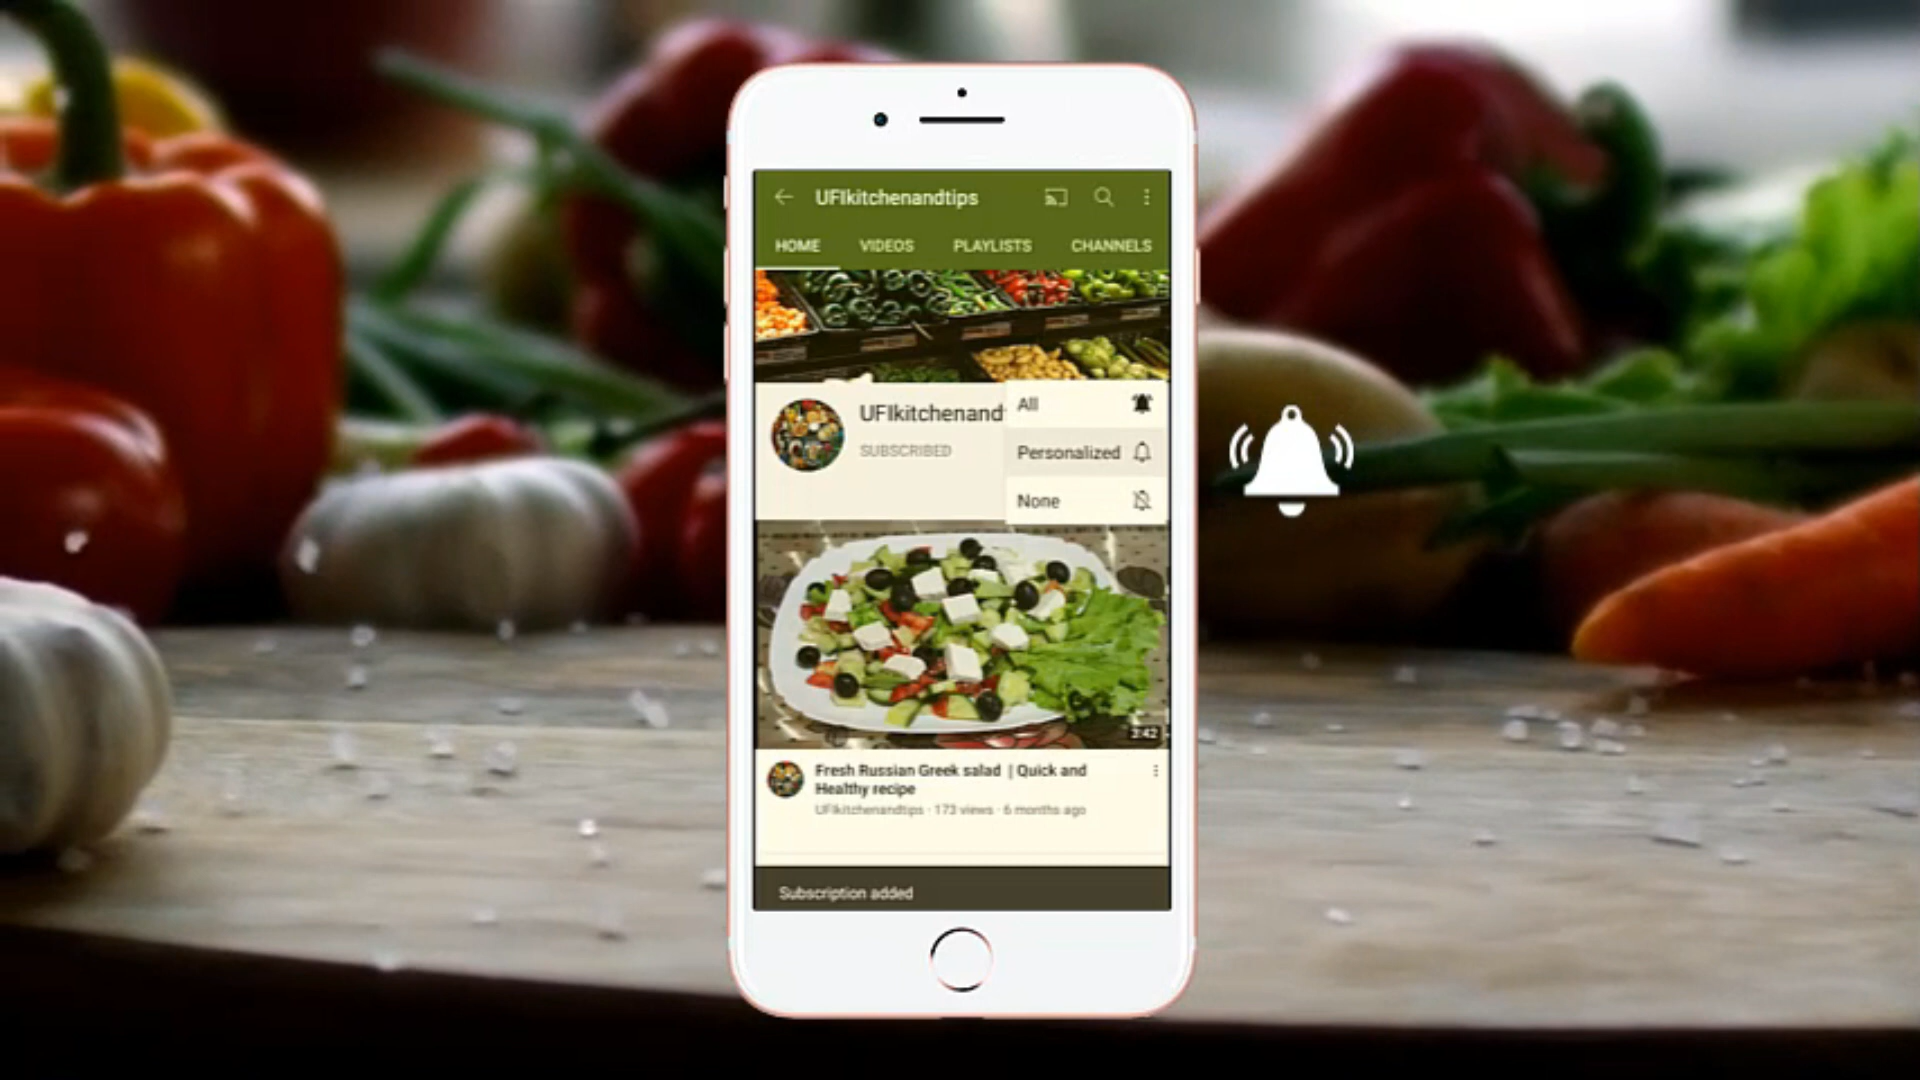 UFIkitchenandtips
HOME VIDEOS PLAYLISTS CHANNELS
UFIkitchenand
SUBSCRIBED
All
Personalized
None
3:42
Fresh Russian Greek salad | Quick and
Healthy recipe
UFIkitchenandtips · 173 views · 6 months ago
Subscription added